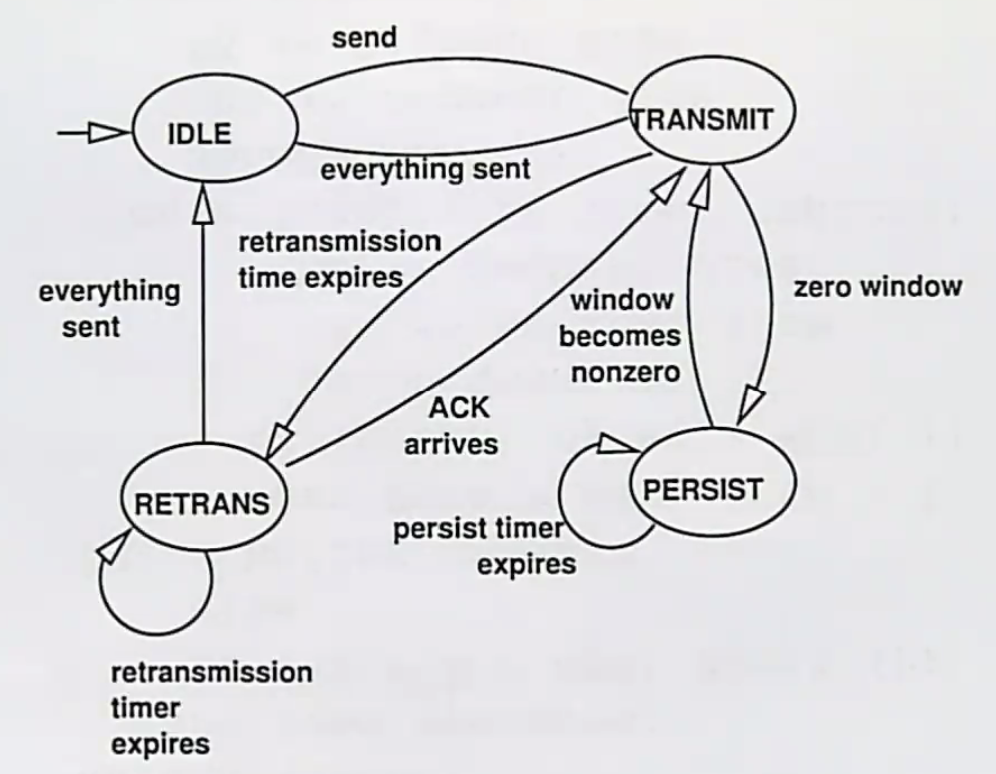 send
IDLE
TRANSMIT
everything sent
retransmission
time expires
everything
sent
window
becomes
nonzero
zero window
ACK
arrives
RETRANS
PERSIST
persist timer
expires
retransmission
timer
expires